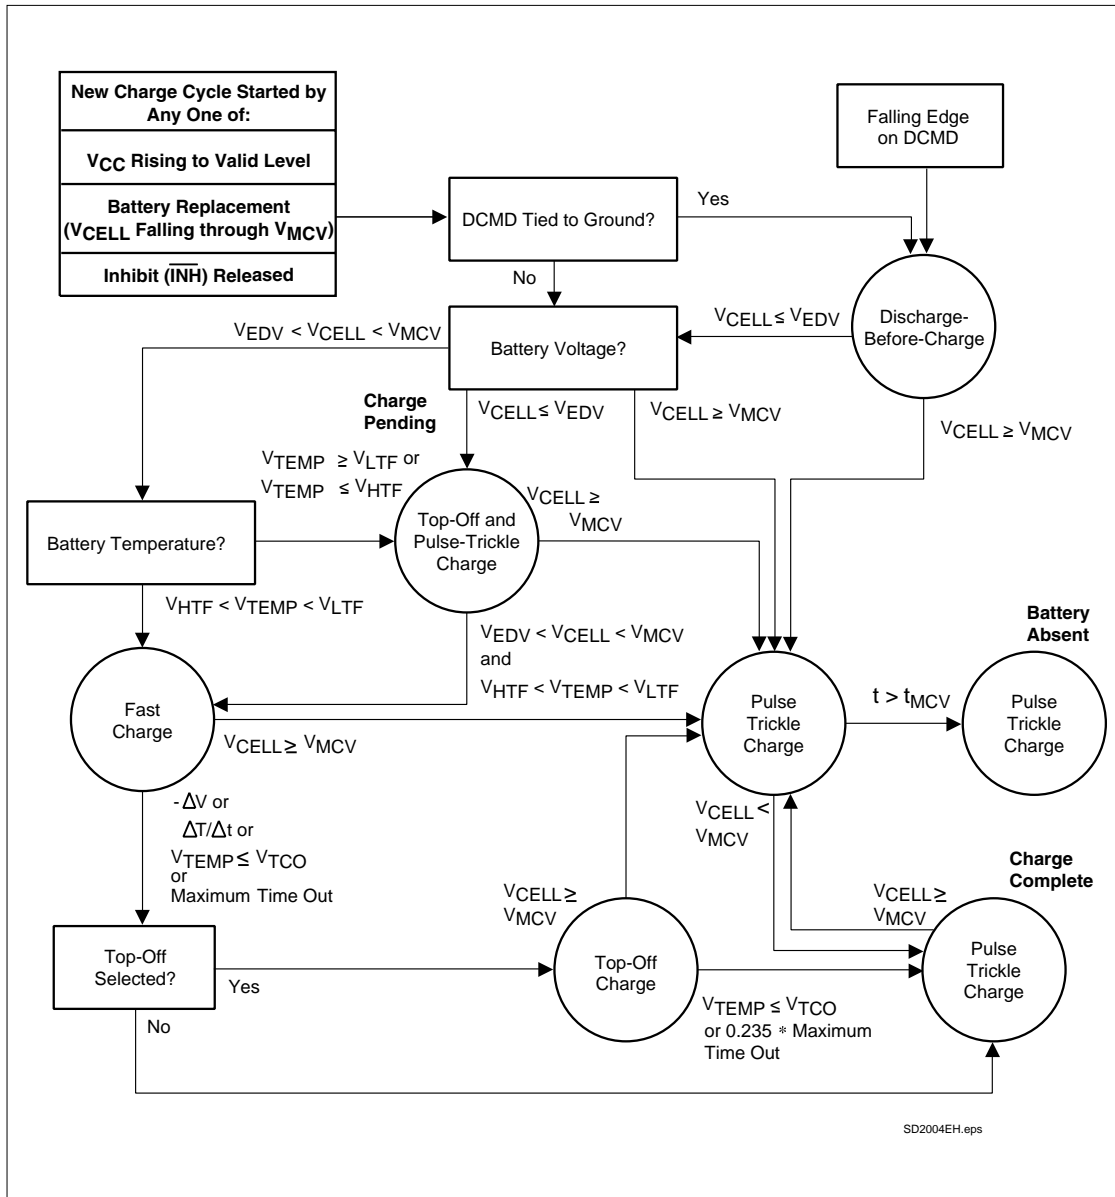 New Charge Cycle Started by
Any One of:
VCC Rising to Valid Level
Battery Replacement
(VCELL Falling through VMCV)
Inhibit (INH) Released
Falling Edge
on DCMD
DCMD Tied to Ground?
Yes
No
Discharge-
Before-Charge
VCELL ≤ VEDV
VEDV < VCELL < VMCV
Battery Voltage?
Charge
Pending
VCELL ≤ VEDV
VCELL ≥ VMCV
VCELL ≥ VMCV
VTEMP ≥ VLTF or
VTEMP ≤ VHTF
VCELL ≥
VMCV
Battery Temperature?
Top-Off and
Pulse-Trickle
Charge
VHTF < VTEMP < VLTF
VEDV < VCELL < VMCV
and
VHTF < VTEMP < VLTF
Battery
Absent
Fast
Charge
Pulse
Trickle
Charge
t > tMCV
Pulse
Trickle
Charge
VCELL ≥ VMCV
- ΔV or
ΔT/Δt or
VTEMP ≤ VTCO
or
Maximum Time Out
VCELL <
VMCV
Charge
Complete
VCELL ≥
VMCV
VCELL ≥
VMCV
Top-Off
Selected?
Yes
No
Top-Off
Charge
Pulse
Trickle
Charge
VTEMP ≤ VTCO
or 0.235 * Maximum
Time Out
SD2004EH.eps